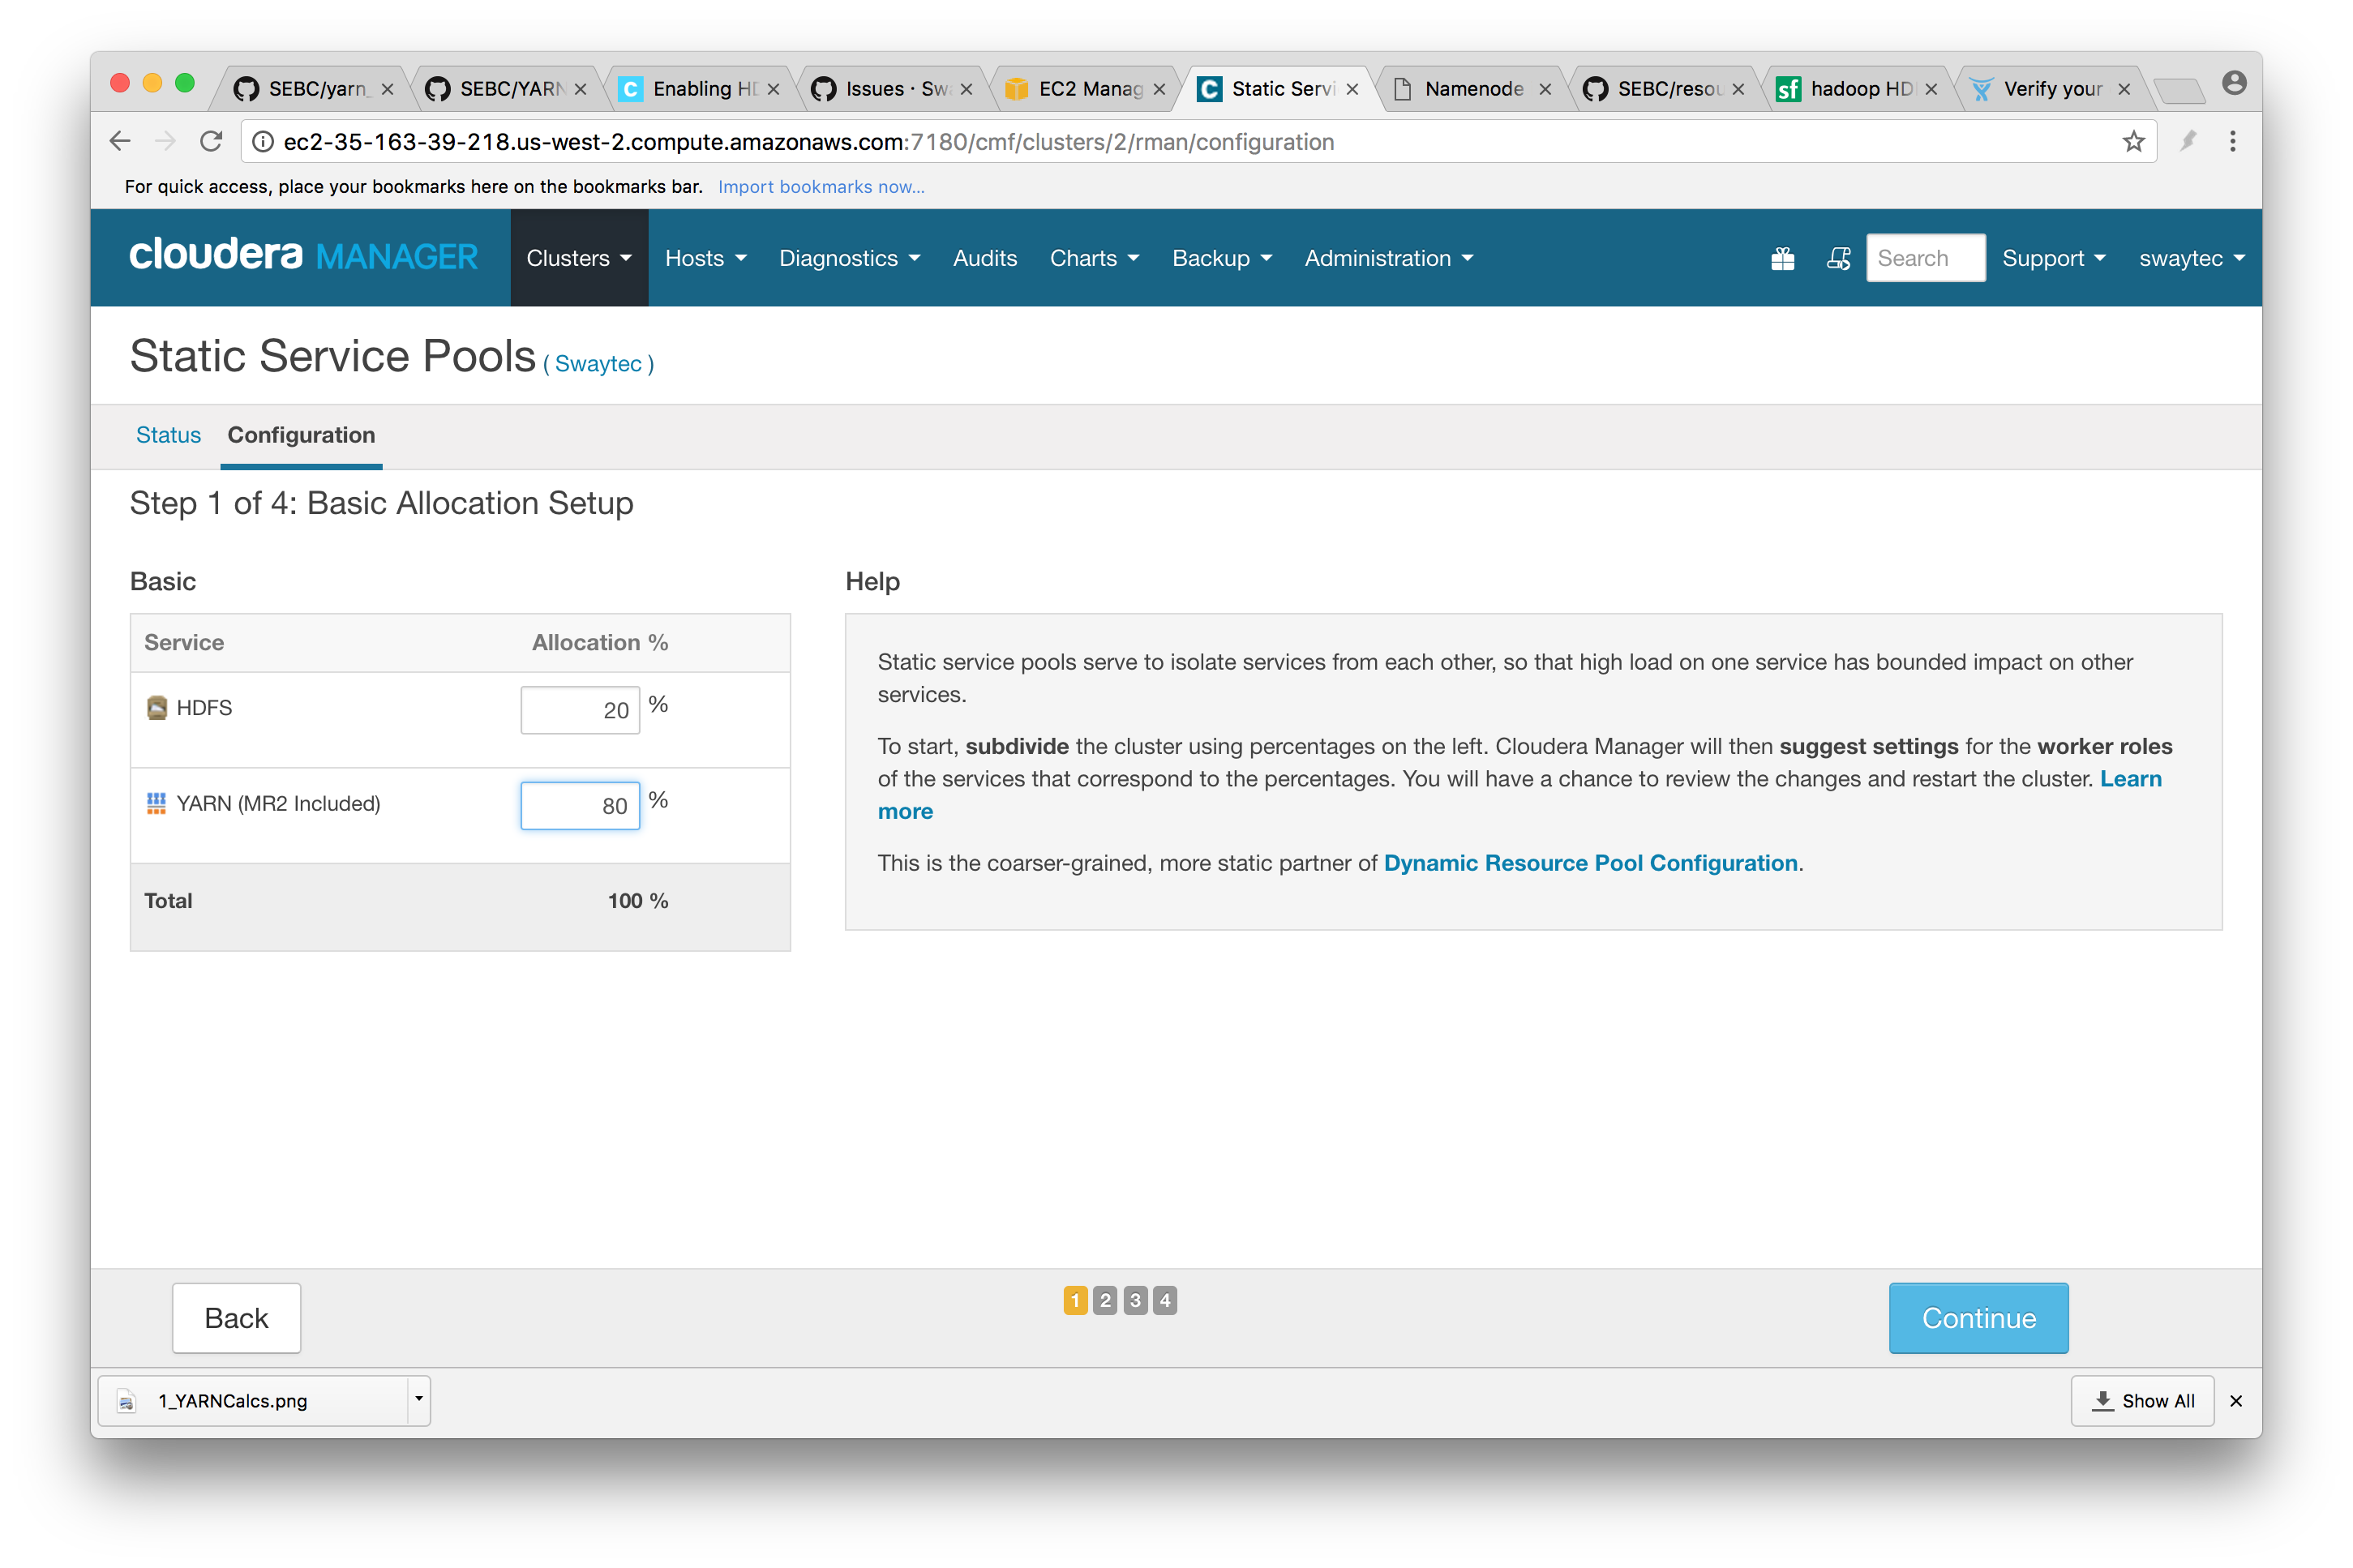 SEBC/yarn_ SEBC/YARN Enabling HD Issues · Swa EC2 Manag Static Servi Namenode SEBC/resou hadoop HD Verify your
ec2-35-163-39-218.us-west-2.compute.amazonaws.com:7180/cmf/clusters/2/rman/configuration
For quick access, place your bookmarks here on the bookmarks bar. Import bookmarks now...
cloudera MANAGER Clusters Hosts Diagnostics Audits Charts Backup Administration Search Support swaytec
Static Service Pools ( Swaytec )
Status Configuration
Step 1 of 4: Basic Allocation Setup
Basic
Service Allocation %
HDFS 20 %
YARN (MR2 Included) 80 %
Total 100 %
Help
Static service pools serve to isolate services from each other, so that high load on one service has bounded impact on other
services.
To start, subdivide the cluster using percentages on the left. Cloudera Manager will then suggest settings for the worker roles
of the services that correspond to the percentages. You will have a chance to review the changes and restart the cluster. Learn
more
This is the coarser-grained, more static partner of Dynamic Resource Pool Configuration.
Back 1 2 3 4 Continue
1_YARNCalcs.png Show All